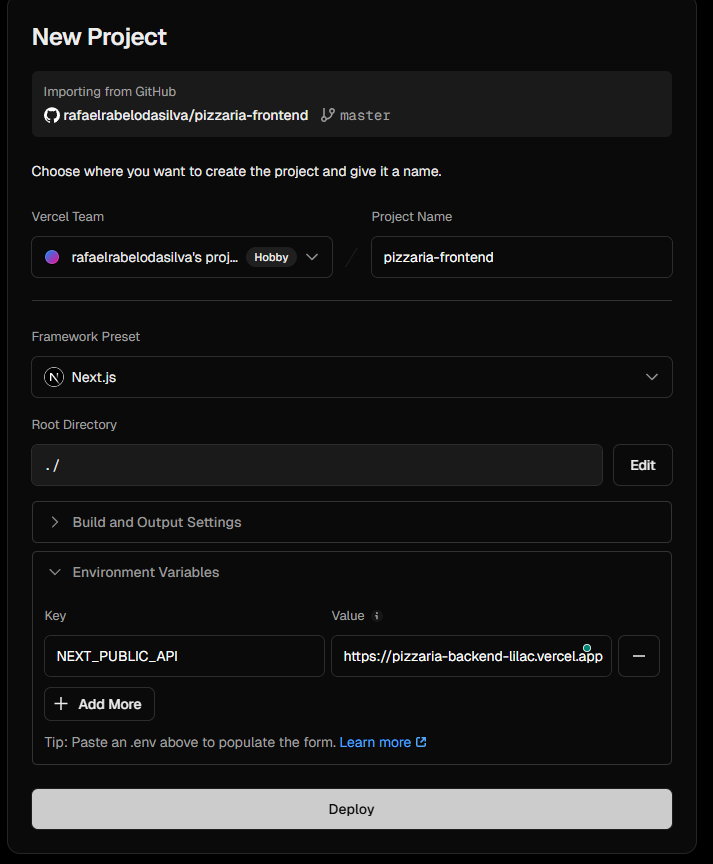 New Project
Importing from GitHub
rafaelrabelodasilva/pizzaria-frontend master
Choose where you want to create the project and give it a name.
Vercel Team Project Name
rafaelrabelodasilva's proj... Hobby / pizzaria-frontend
Framework Preset
N Next.js
Root Directory
./ Edit
Build and Output Settings
Environment Variables
Key Value i
NEXT_PUBLIC_API https://pizzaria-backend-lilac.vercel.app
+ Add More
Tip: Paste an .env above to populate the form. Learn more
Deploy